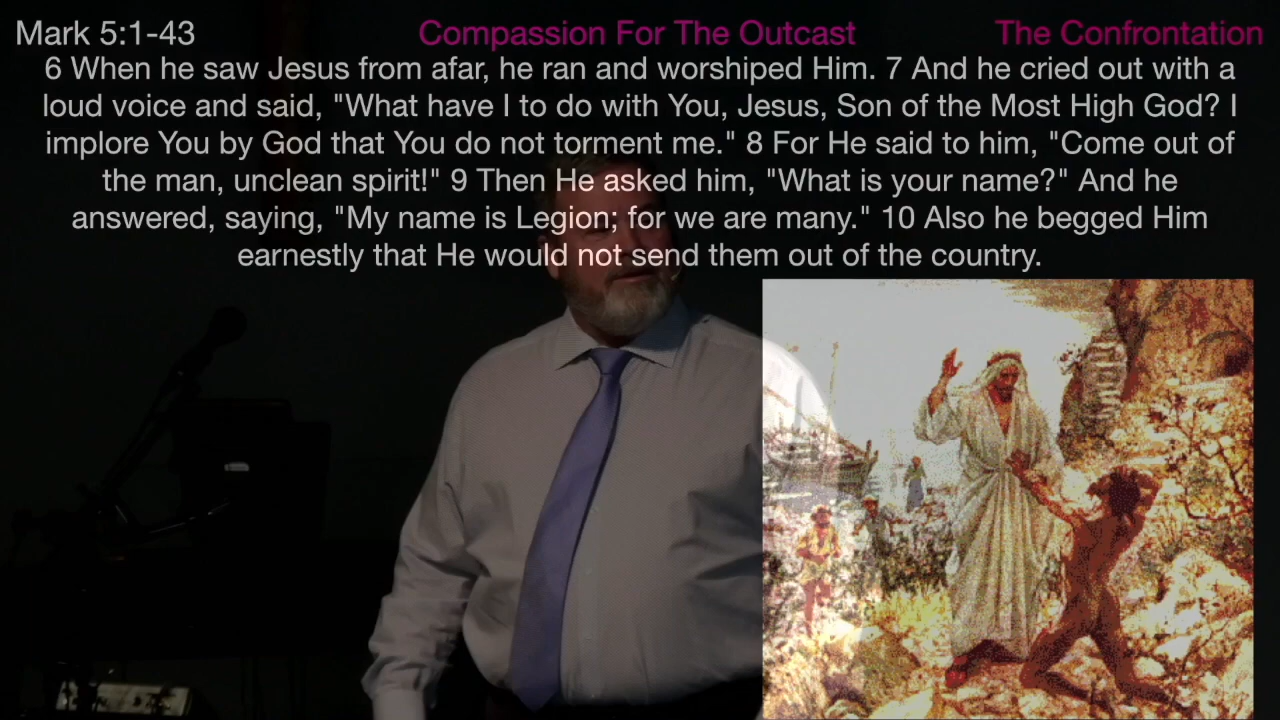 Mark 5:1-43 Compassion For The Outcast The Confrontation
6 When he saw Jesus from afar, he ran and worshiped Him. 7 And he cried out with a
loud voice and said, "What have I to do with You, Jesus, Son of the Most High God? I
implore You by God that You do not torment me." 8 For He said to him, "Come out of
the man, unclean spirit!" 9 Then He asked him, "What is your name?" And he
answered, saying, "My name is Legion; for we are many." 10 Also he begged Him
earnestly that He would not send them out of the country.